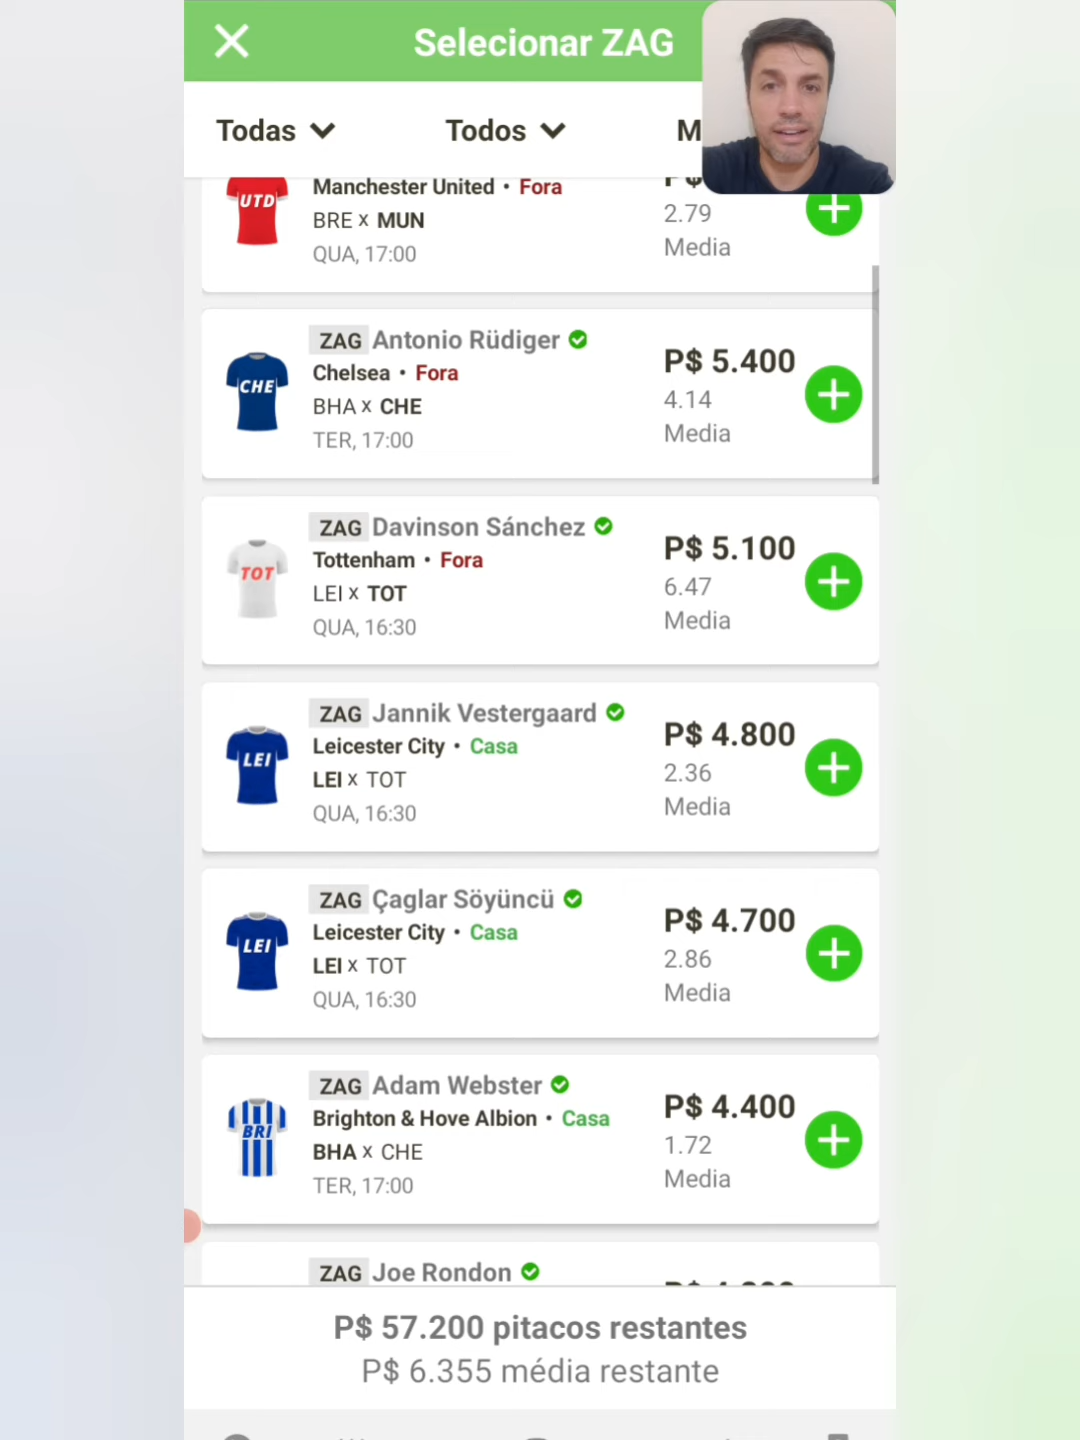 Selecionar ZAG
Todas
Todos
M
UTD
Manchester United • Fora
BRE x MUN
QUA, 17:00
2.79
Media
CHE
ZAG Antonio Rüdiger
Chelsea • Fora
BHA x CHE
TER, 17:00
P$ 5.400
4.14
Media
TOT
ZAG Davinson Sánchez
Tottenham • Fora
LEI x TOT
QUA, 16:30
P$ 5.100
6.47
Media
LEI
ZAG Jannik Vestergaard
Leicester City • Casa
LEI x TOT
QUA, 16:30
P$ 4.800
2.36
Media
LEI
ZAG Çaglar Söyüncü
Leicester City • Casa
LEI x TOT
QUA, 16:30
P$ 4.700
2.86
Media
BRI
ZAG Adam Webster
Brighton & Hove Albion • Casa
BHA x CHE
TER, 17:00
P$ 4.400
1.72
Media
ZAG Joe Rondon
P$ 57.200 pitacos restantes
P$ 6.355 média restante